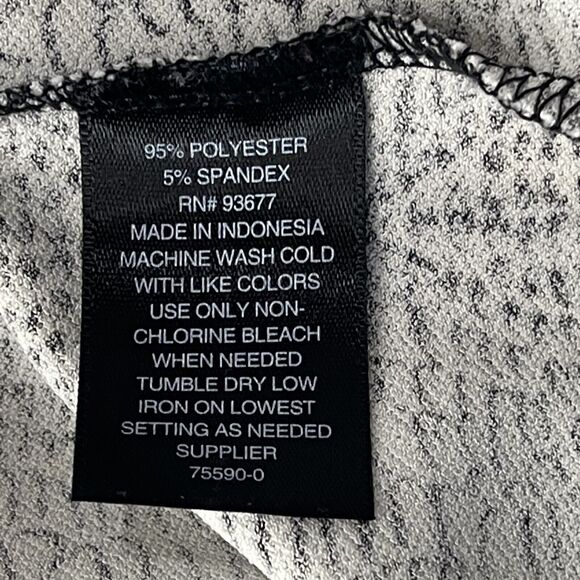 95% POLYESTER
5% SPANDEX
RN# 93677
MADE IN INDONESIA
MACHINE WASH COLD
WITH LIKE COLORS
USE ONLY NON-
CHLORINE BLEACH
WHEN NEEDED
TUMBLE DRY LOW
IRON ON LOWEST
SETTING AS NEEDED
SUPPLIER
75590-0